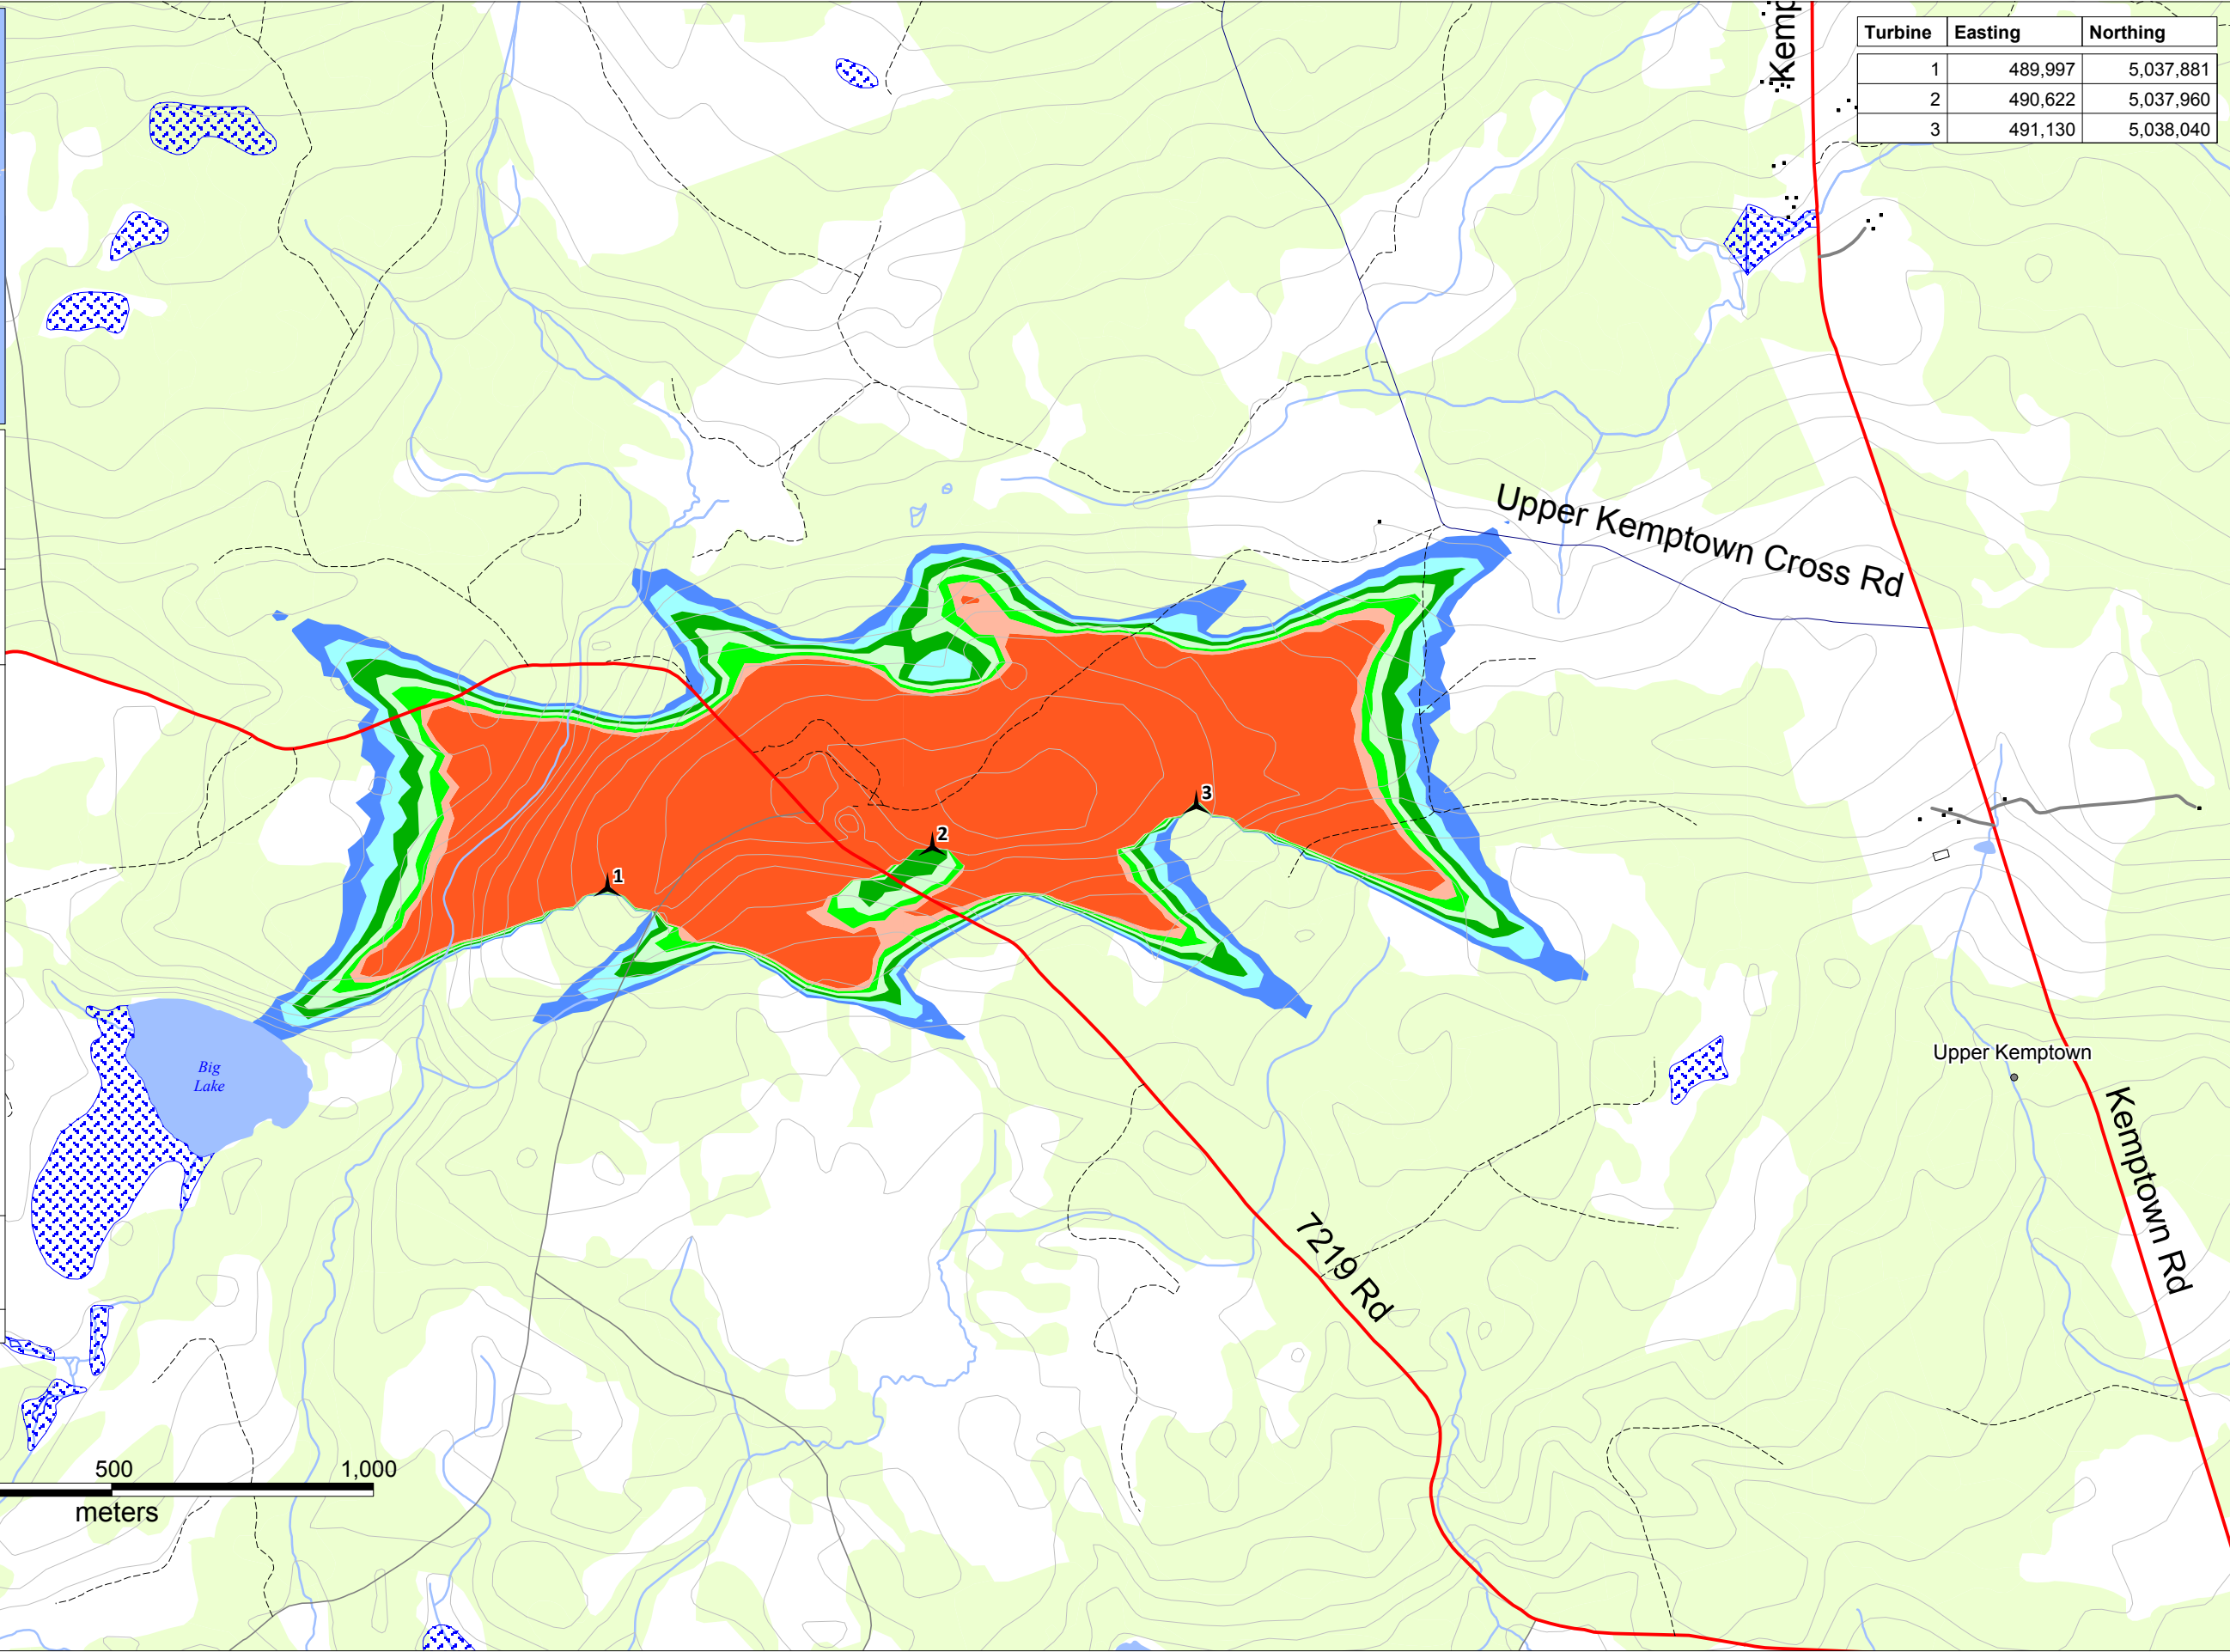 Kemp
Turbine Easting Northing
1 489,997 5,037,881
2 490,622 5,037,960
3 491,130 5,038,040
Upper Kemptown Cross Rd
3
2
1
Upper Kemptown
Big
Lake
Kemptown Rd
7219 Rd
500 1,000
meters